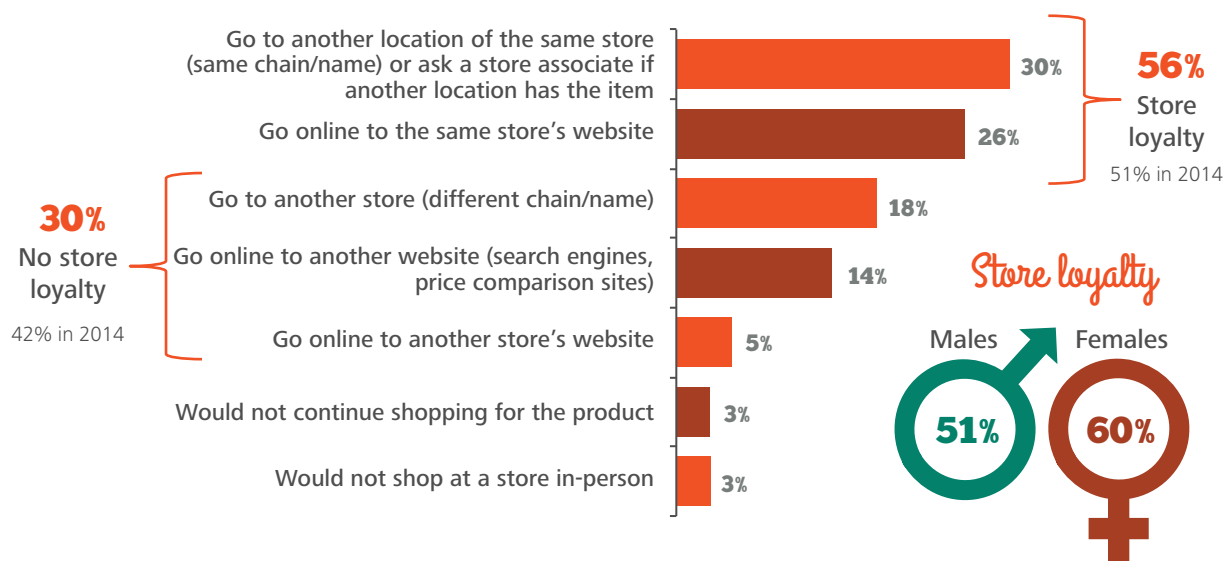 Go to another location of the same store
(same chain/name) or ask a store associate if
another location has the item
30%
56%
Store
loyalty
51% in 2014
Go online to the same store's website
26%
30%
No store
loyalty
42% in 2014
Go to another store (different chain/name)
18%
Go online to another website (search engines,
price comparison sites)
14%
Go online to another store's website
5%
Would not continue shopping for the product
3%
Would not shop at a store in-person
3%
Store loyalty
Males
51%
Females
60%